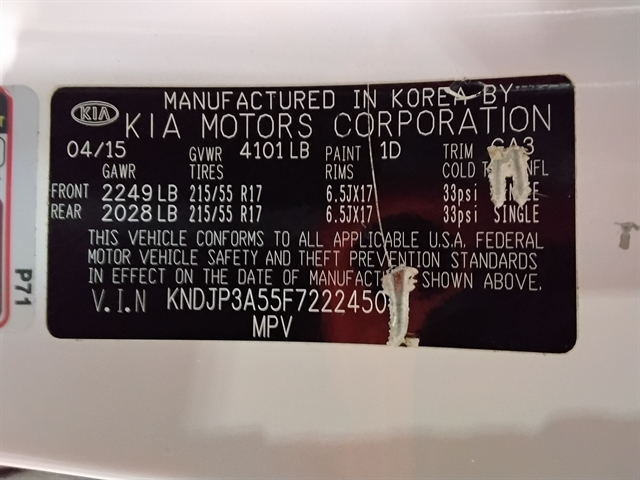 MANUFACTURED IN KOREA BY
KIA KIA MOTORS CORPORATION
04/15 GVWR 4101 LB PAINT 1D TRIM GA3
GAWR TIRES RIMS COLD
FRONT 2249 LB 215/55 R17 6.5JX17 33psi
REAR 2028 LB 215/55 R17 6.5JX17 33psi SINGLE
THIS VEHICLE CONFORMS TO ALL APPLICABLE U.S.A. FEDERAL
MOTOR VEHICLE SAFETY AND THEFT PREVENTION STANDARDS
IN EFFECT ON THE DATE OF MANUFACTURE SHOWN ABOVE.
V.I.N KNDJP3A55F7222450
MPV
P71